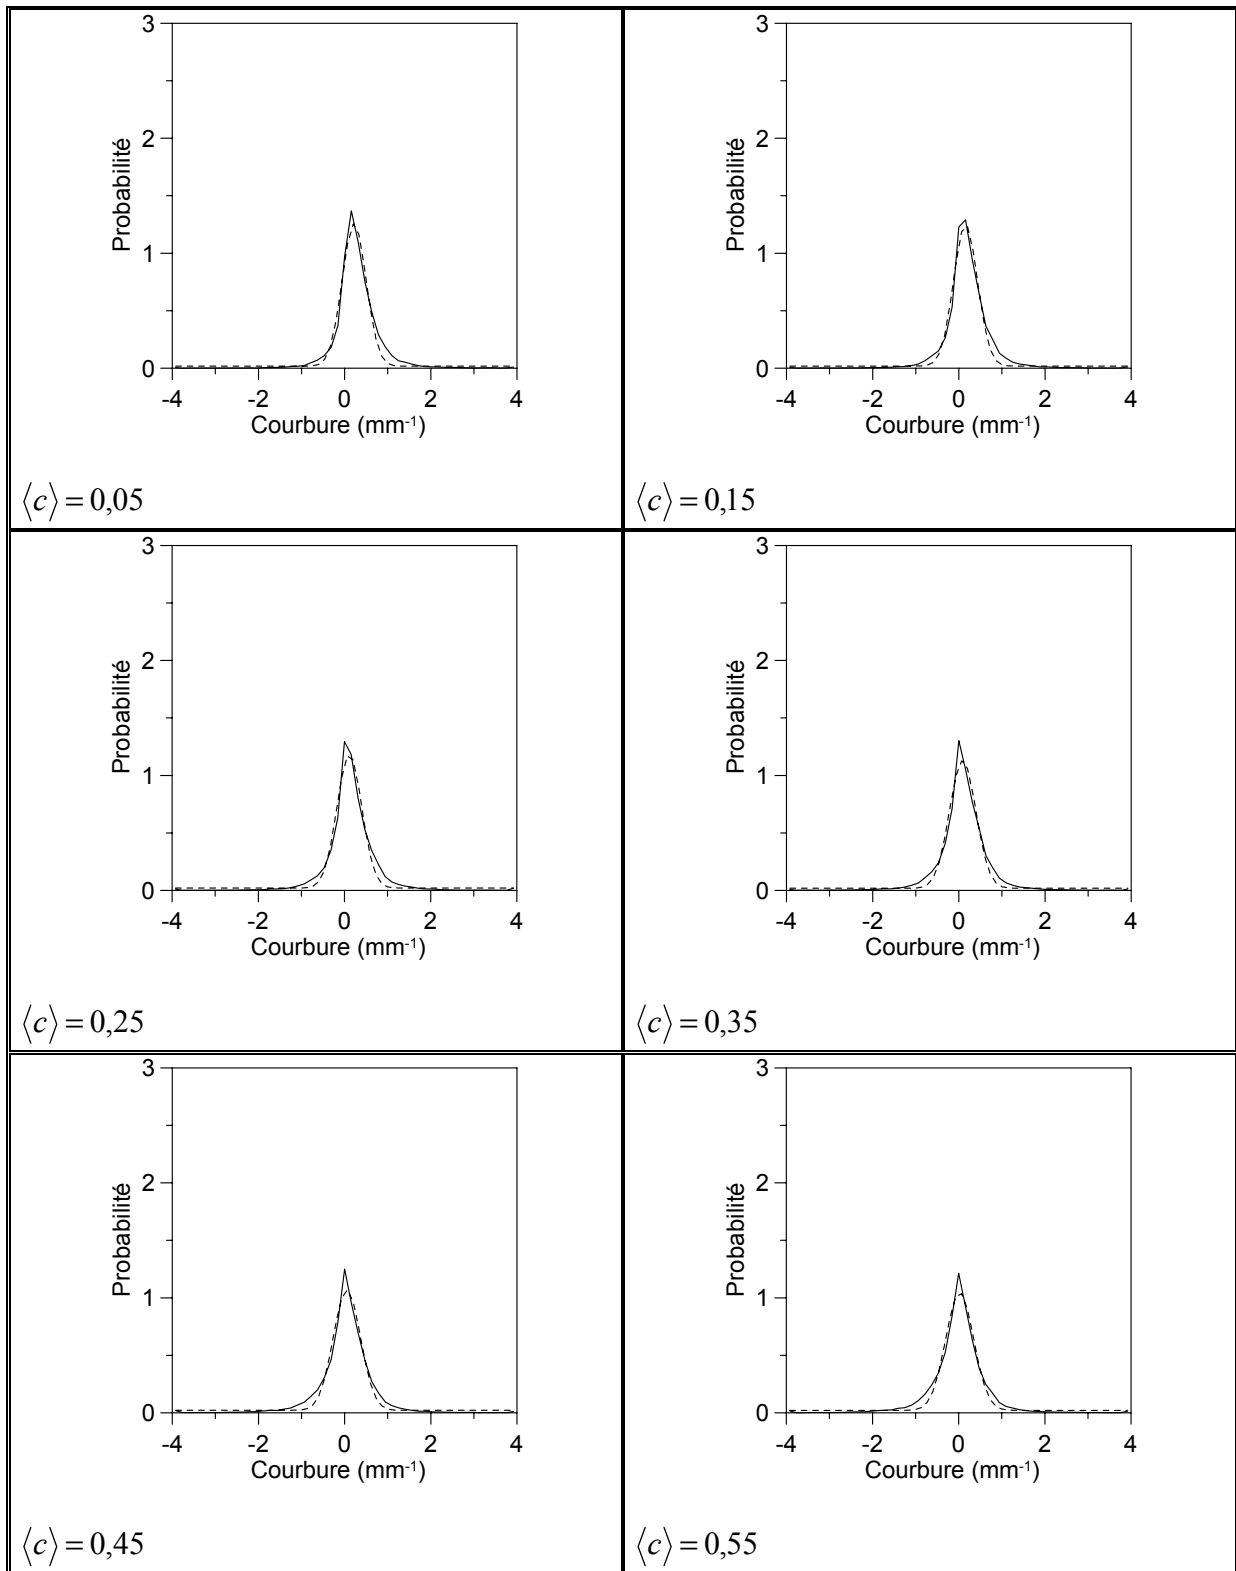 3
2
Probabilité
1
0
-4 -2 0 2 4
Courbure (mm⁻¹)
⟨c⟩ = 0,05
3
2
Probabilité
1
0
-4 -2 0 2 4
Courbure (mm⁻¹)
⟨c⟩ = 0,15
3
2
Probabilité
1
0
-4 -2 0 2 4
Courbure (mm⁻¹)
⟨c⟩ = 0,25
3
2
Probabilité
1
0
-4 -2 0 2 4
Courbure (mm⁻¹)
⟨c⟩ = 0,35
3
2
Probabilité
1
0
-4 -2 0 2 4
Courbure (mm⁻¹)
⟨c⟩ = 0,45
3
2
Probabilité
1
0
-4 -2 0 2 4
Courbure (mm⁻¹)
⟨c⟩ = 0,55